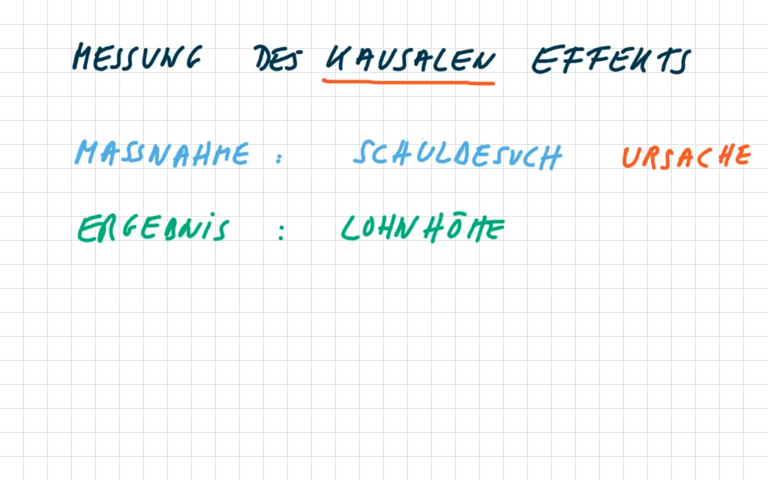 MESSUNG DES KAUSALEN EFFEKTS
MASSNAHME : SCHULBESUCH URSACHE
ERGEBNIS : LOHNHÖHE